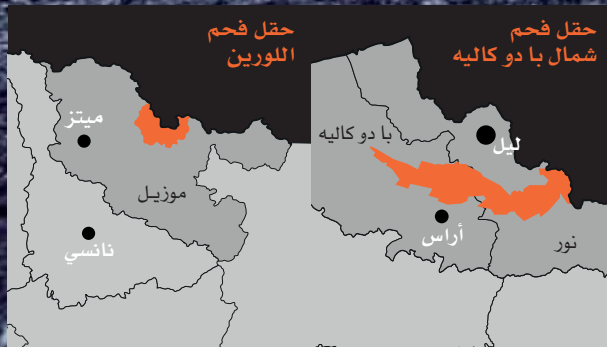 حقل فحم
شمال با دو كاليه
با دو كاليه
ليل
أراس
نور
حقل فحم
اللورين
ميتز
موزيل
نانسي